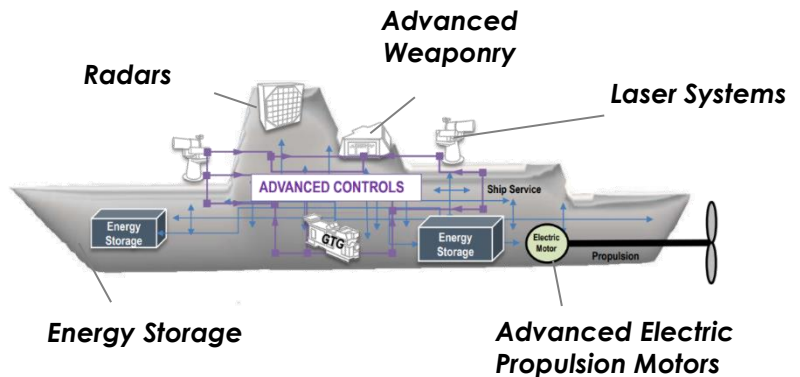 Advanced
Weaponry
Radars
Laser Systems
ADVANCED CONTROLS
Ship Service
Energy
Storage
GTG
Energy
Storage
Electric
Motor
Propulsion
Energy Storage
Advanced Electric
Propulsion Motors